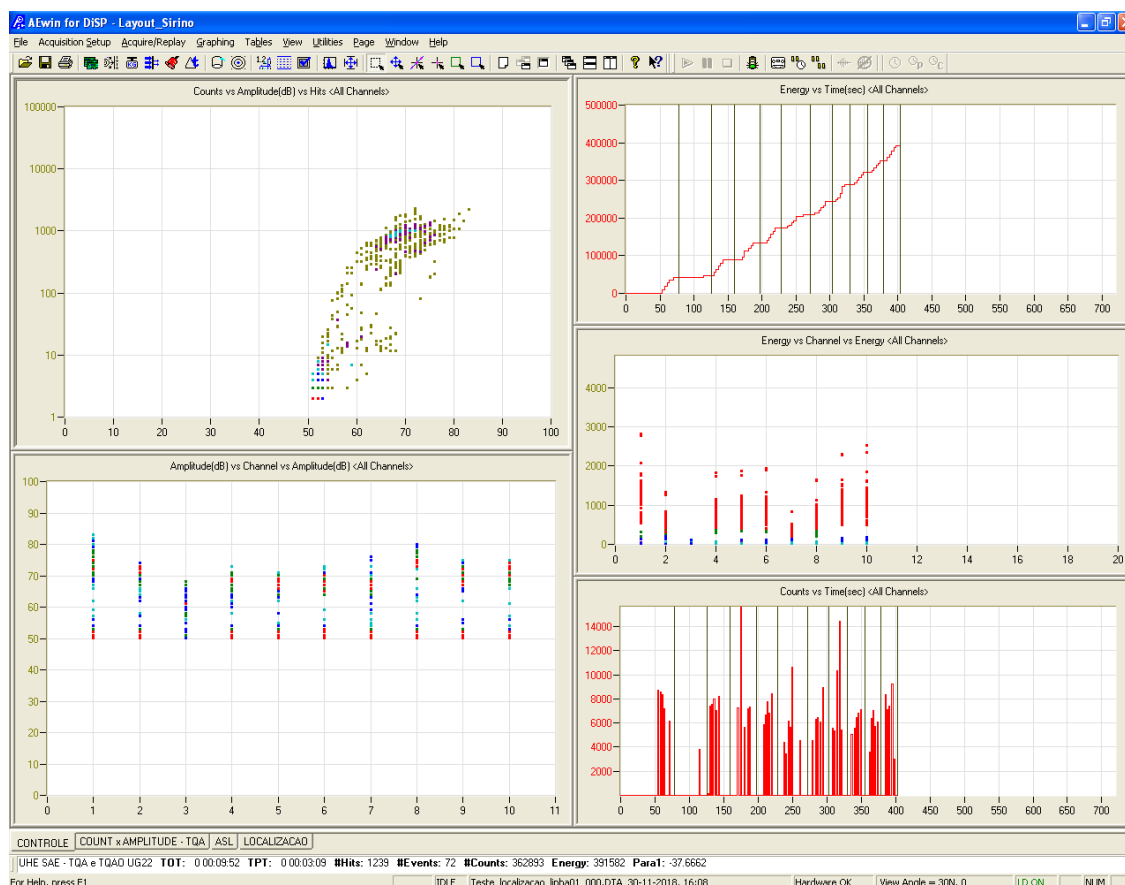 AEwin for DiSP - Layout_Sirino
File Acquisition Setup Acquire/Replay Graphing Tables View Utilities Page Window Help
Counts vs Amplitude(dB) vs Hits <All Channels>
100000
10000
1000
100
10
1
0 10 20 30 40 50 60 70 80 90 100
Amplitude(dB) vs Channel vs Amplitude(dB) <All Channels>
100
90
80
70
60
50
40
30
20
10
0
0 1 2 3 4 5 6 7 8 9 10 11
Energy vs Time(sec) <All Channels>
500000
400000
300000
200000
100000
0
0 50 100 150 200 250 300 350 400 450 500 550 600 650 700
Energy vs Channel vs Energy <All Channels>
4000
3000
2000
1000
0
0 2 4 6 8 10 12 14 16 18 20
Counts vs Time(sec) <All Channels>
14000
12000
10000
8000
6000
4000
2000
0 50 100 150 200 250 300 350 400 450 500 550 600 650 700
CONTROLE COUNT x AMPLITUDE - TQA ASL LOCALIZACAO
UHE SAE - TQA e TQAO UG22 TOT: 0 00:09:52 TPT: 0 00:03:09 #Hits: 1239 #Events: 72 #Counts: 362893 Energy: 391582 Para1: -37.6662
For Help, press F1 IDLE Teste_localizacao_linha01_000.DTA 30-11-2018, 16:08 Hardware OK View Angle = 30N, 0 LD ON NUM